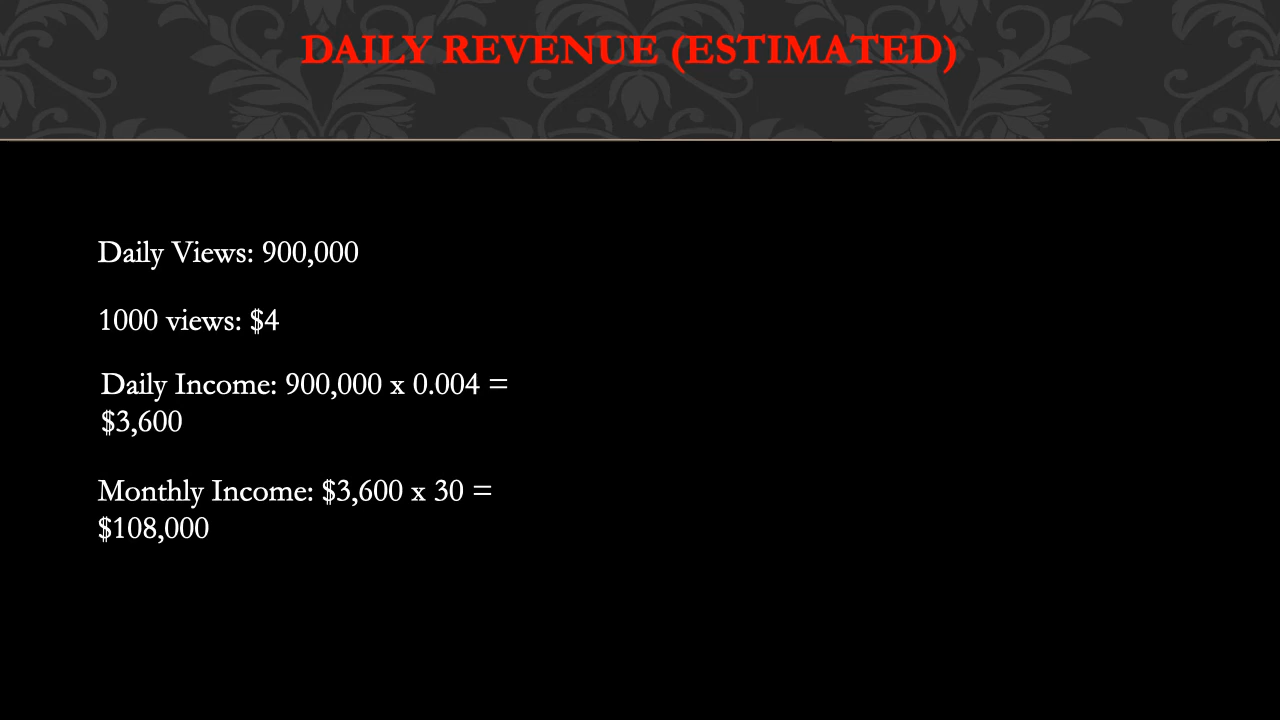 DAILY REVENUE (ESTIMATED)
Daily Views: 900,000
1000 views: $4
Daily Income: 900,000 x 0.004 =
$3,600
Monthly Income: $3,600 x 30 =
$108,000